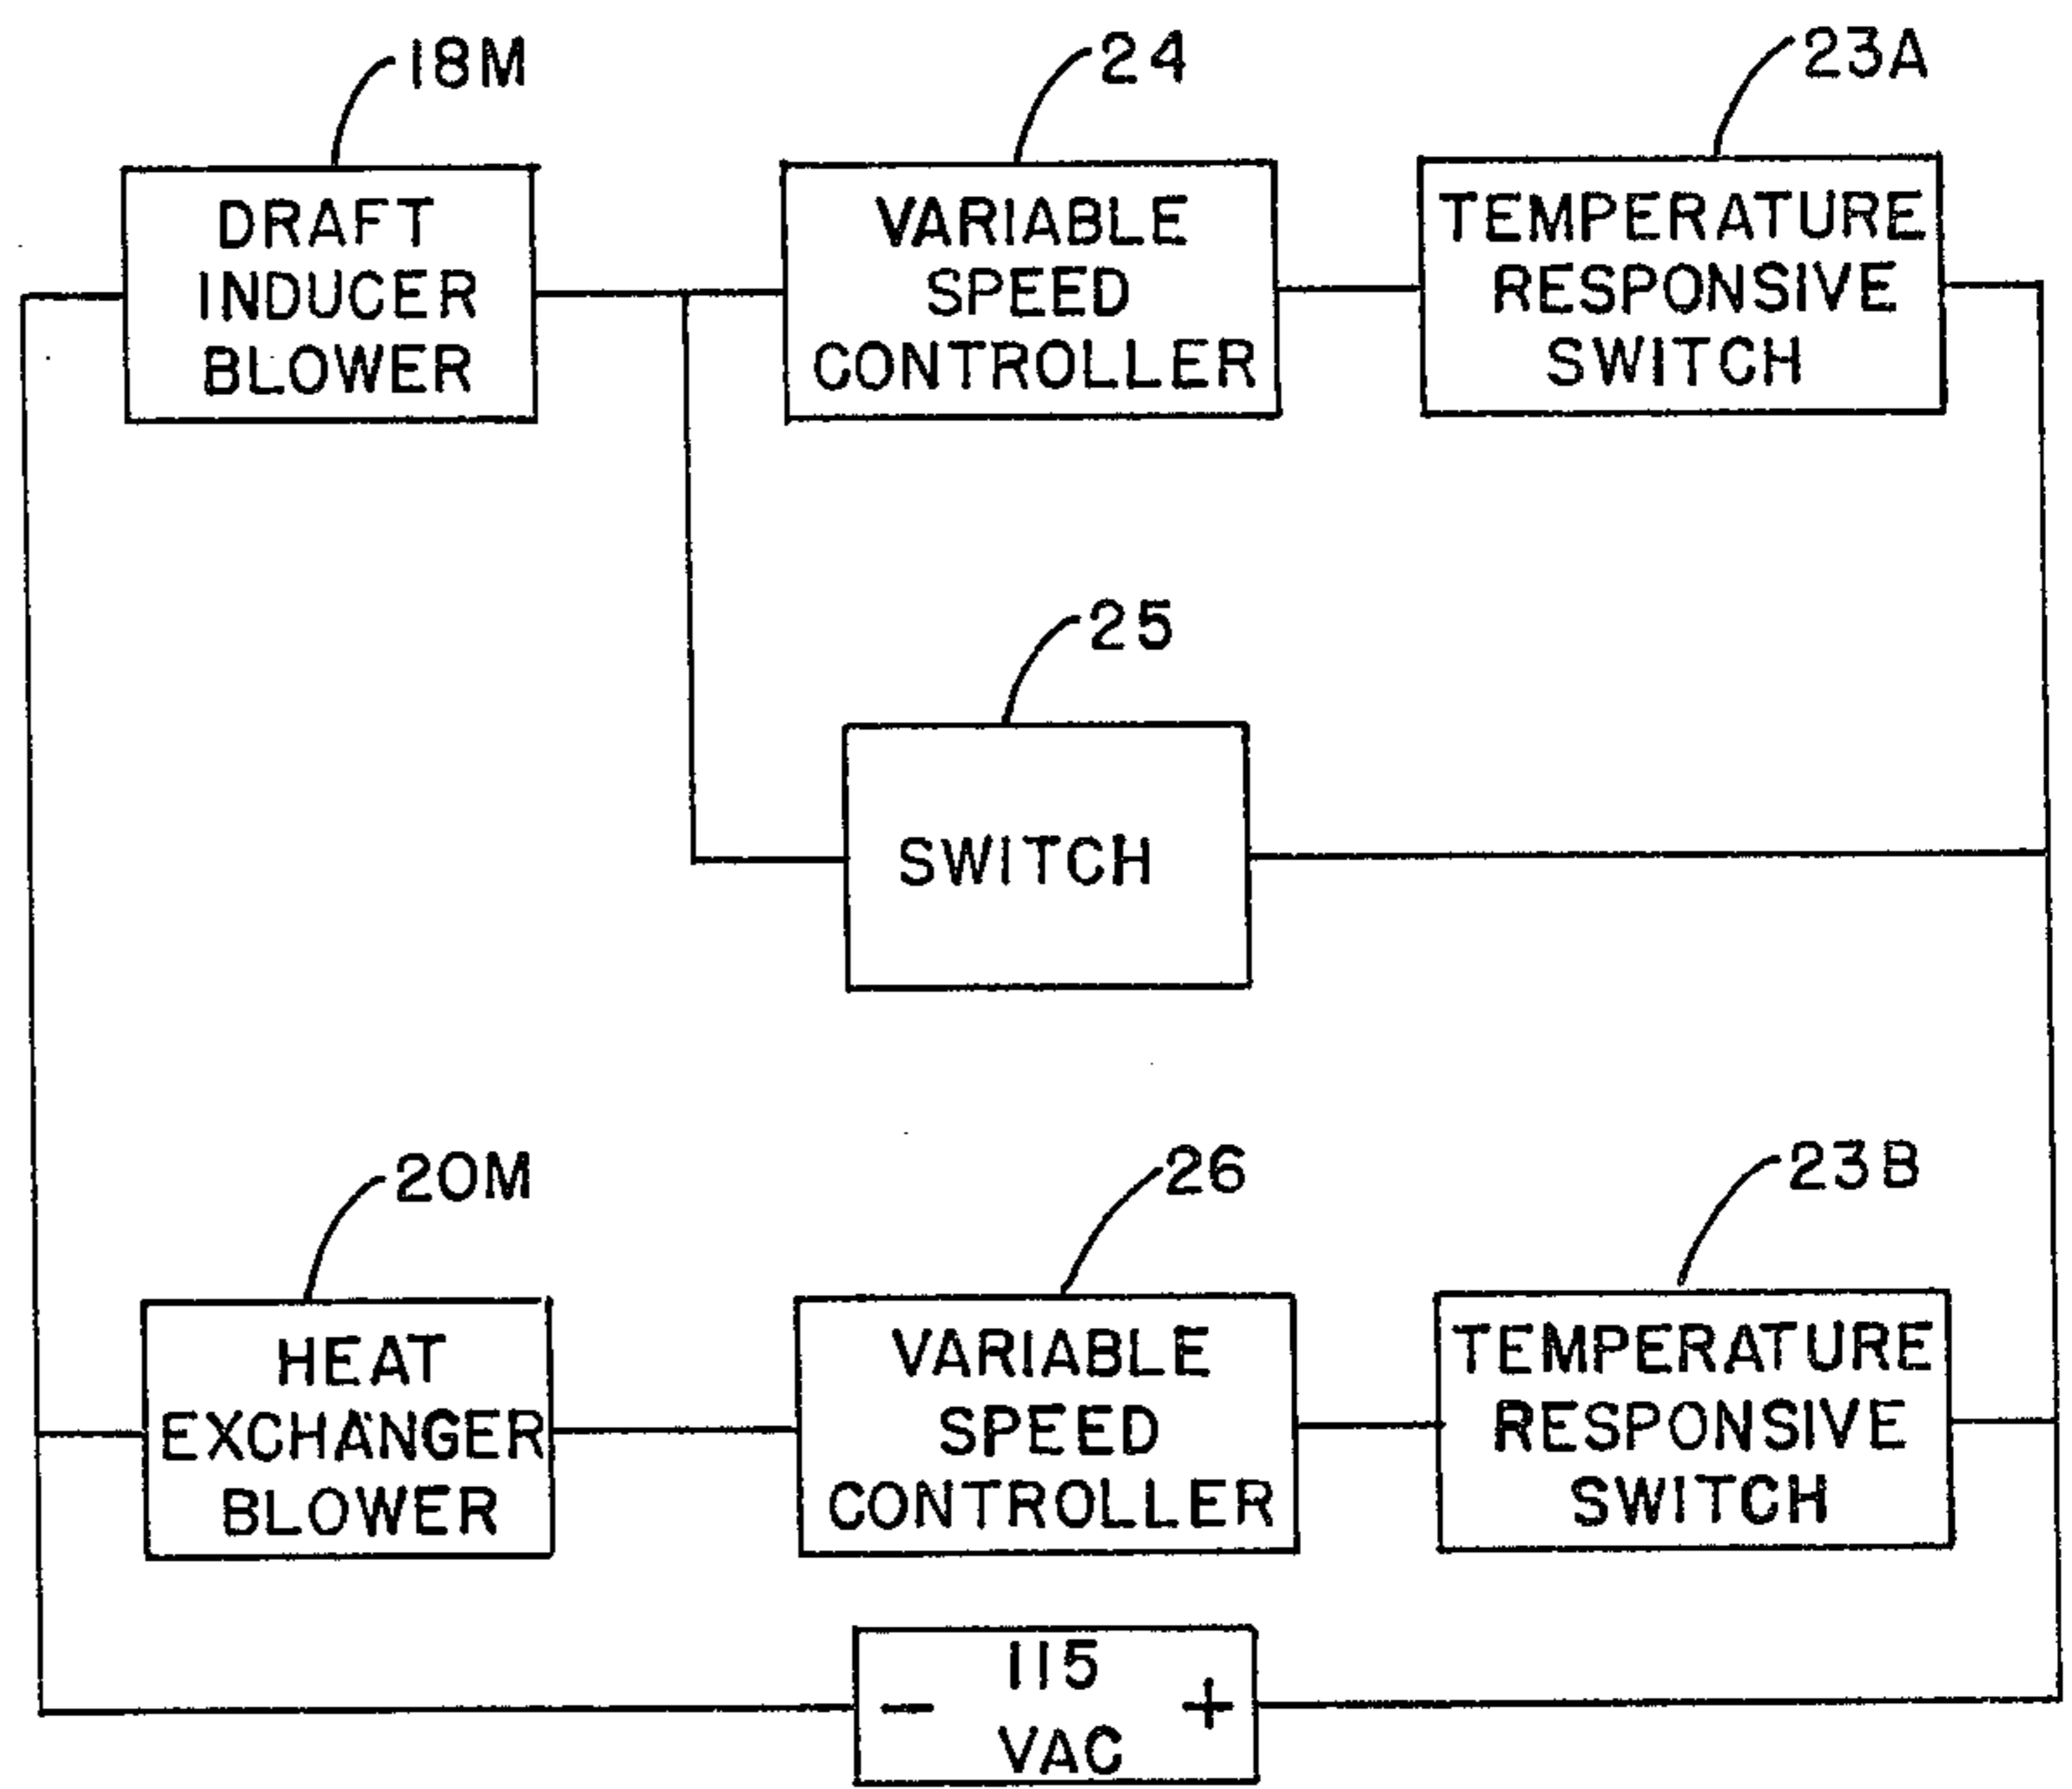 18M
24
23A
DRAFT
INDUCER
BLOWER
VARIABLE
SPEED
CONTROLLER
TEMPERATURE
RESPONSIVE
SWITCH
25
SWITCH
20M
26
23B
HEAT
EXCHANGER
BLOWER
VARIABLE
SPEED
CONTROLLER
TEMPERATURE
RESPONSIVE
SWITCH
115
− +
VAC